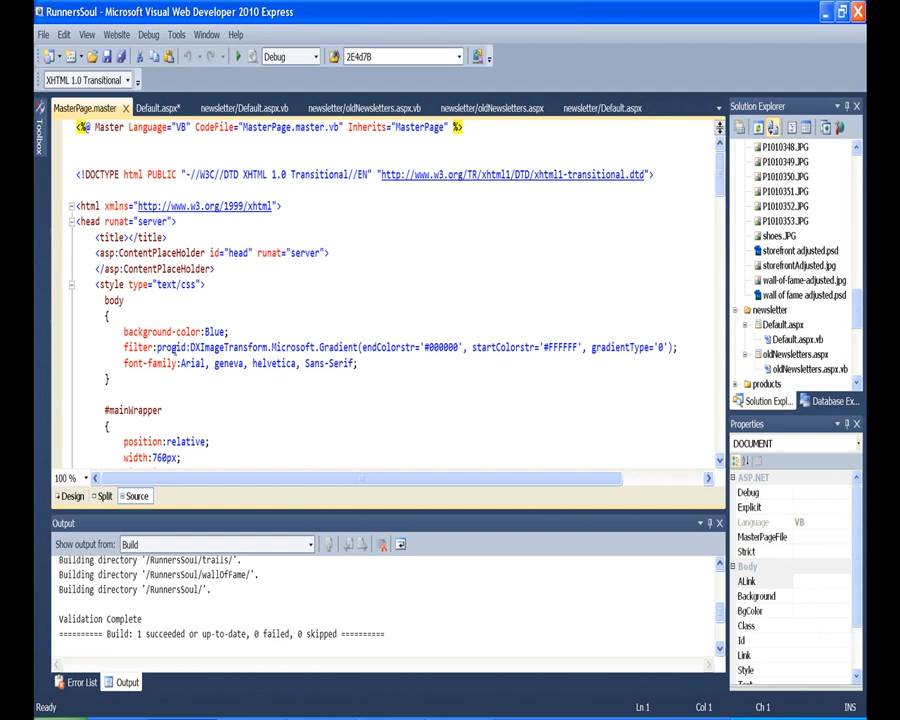 RunnersSoul - Microsoft Visual Web Developer 2010 Express
File Edit View Website Debug Tools Window Help
Debug 2E4d7B
XHTML 1.0 Transitional
MasterPage.master Default.aspx* newsletter/Default.aspx.vb newsletter/oldNewsletters.aspx.vb newsletter/oldNewsletters.aspx newsletter/Default.aspx
Toolbox
<%@ Master Language="VB" CodeFile="MasterPage.master.vb" Inherits="MasterPage" %>
<!DOCTYPE html PUBLIC "-//W3C//DTD XHTML 1.0 Transitional//EN" "http://www.w3.org/TR/xhtml1/DTD/xhtml1-transitional.dtd">
<html xmlns="http://www.w3.org/1999/xhtml">
<head runat="server">
<title></title>
<asp:ContentPlaceHolder id="head" runat="server">
</asp:ContentPlaceHolder>
<style type="text/css">
body
{
background-color:Blue;
filter:progid:DXImageTransform.Microsoft.Gradient(endColorstr='#000000', startColorstr='#FFFFFF', gradientType='0');
font-family:Arial, geneva, helvetica, Sans-Serif;
}
#mainWrapper
{
position:relative;
width:760px;
100 %
Design Split Source
Output
Show output from: Build
Building directory '/RunnersSoul/trails/'.
Building directory '/RunnersSoul/wallOfFame/'.
Building directory '/RunnersSoul/'.
Validation Complete
========== Build: 1 succeeded or up-to-date, 0 failed, 0 skipped ==========
Error List Output
Solution Explorer
P1010348.JPG
P1010349.JPG
P1010350.JPG
P1010351.JPG
P1010352.JPG
P1010353.JPG
shoes.JPG
storefront adjusted.psd
storefrontAdjusted.jpg
wall-of-fame-adjusted.jpg
wall of fame adjusted.psd
newsletter
Default.aspx
Default.aspx.vb
oldNewsletters.aspx
oldNewsletters.aspx.vb
products
Solution Expl... Database Ex...
Properties
DOCUMENT
ASP.NET
Debug
Explicit
Language VB
MasterPageFile
Strict
Body
ALink
Background
BgColor
Class
Id
Link
Style
Ready Ln 1 Col 1 Ch 1 INS